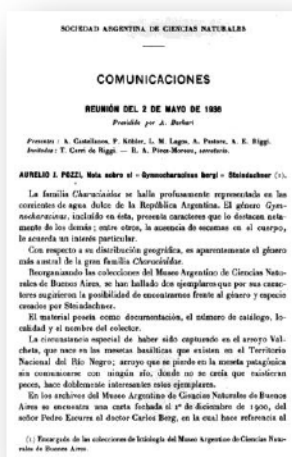 SOCIEDAD ARGENTINA DE CIENCIAS NATURALES
COMUNICACIONES
REUNIÓN DEL 2 DE MAYO DE 1936
Presidida por A. Burkart
Presentes : A. Castellanos, P. Köhler, L. M. Lagos, A. Pastore, A. E. Riggi.
Invitados : T. Carri de Riggi. — R. A. Pérez-Moreau, secretario.
AURELIO J. POZZI, Nota sobre el « Gymnocharacinus bergi » Steindachner (1).
La familia Characinidae se halla profusamente representada en las
corrientes de agua dulce de la República Argentina. El género Gym-
nocharacinus, incluído en ésta, presenta caracteres que lo destacan neta-
mente de los demás; entre otros, la ausencia de escamas en el cuerpo,
le acuerda un interés particular.
Con respecto a su distribución geográfica, es aparentemente el género
más austral de la gran familia Characinidae.
Reorganizando las colecciones del Museo Argentino de Ciencias Natu-
rales de Buenos Aires, se han hallado dos ejemplares que por sus carac-
teres sugirieron la posibilidad de encontrarnos frente al género y especie
creados por Steindachner.
El material poseía como documentación, el número de catálogo, lo-
calidad y el nombre del colector.
La circunstancia especial de haber sido capturado en el arroyo Val-
cheta, que nace en las mesetas basálticas que existen en el Territorio
Nacional del Río Negro; arroyo que se pierde en la meseta patagónica
sin comunicarse con ningún río, donde no se creía que existieran
peces, hace doblemente interesantes estos ejemplares.
En los archivos del Museo Argentino de Ciencias Naturales de Buenos
Aires se encuentra una carta fechada el 1° de diciembre de 1900, del
señor Pedro Ezcurra al doctor Carlos Berg, en la cual hace referencia al
(1) Encargado de las colecciones de Ictiología del Museo Argentino de Ciencias Natu-
rales de Buenos Aires.